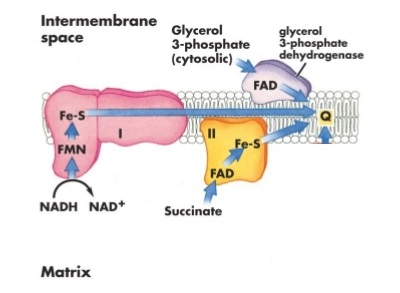 Intermembrane
space
Glycerol
3-phosphate
(cytosolic)
glycerol
3-phosphate
dehydrogenase
FAD
Fe-S
I
II
Q
FMN
Fe-S
FAD
NADH NAD+
Succinate
Matrix